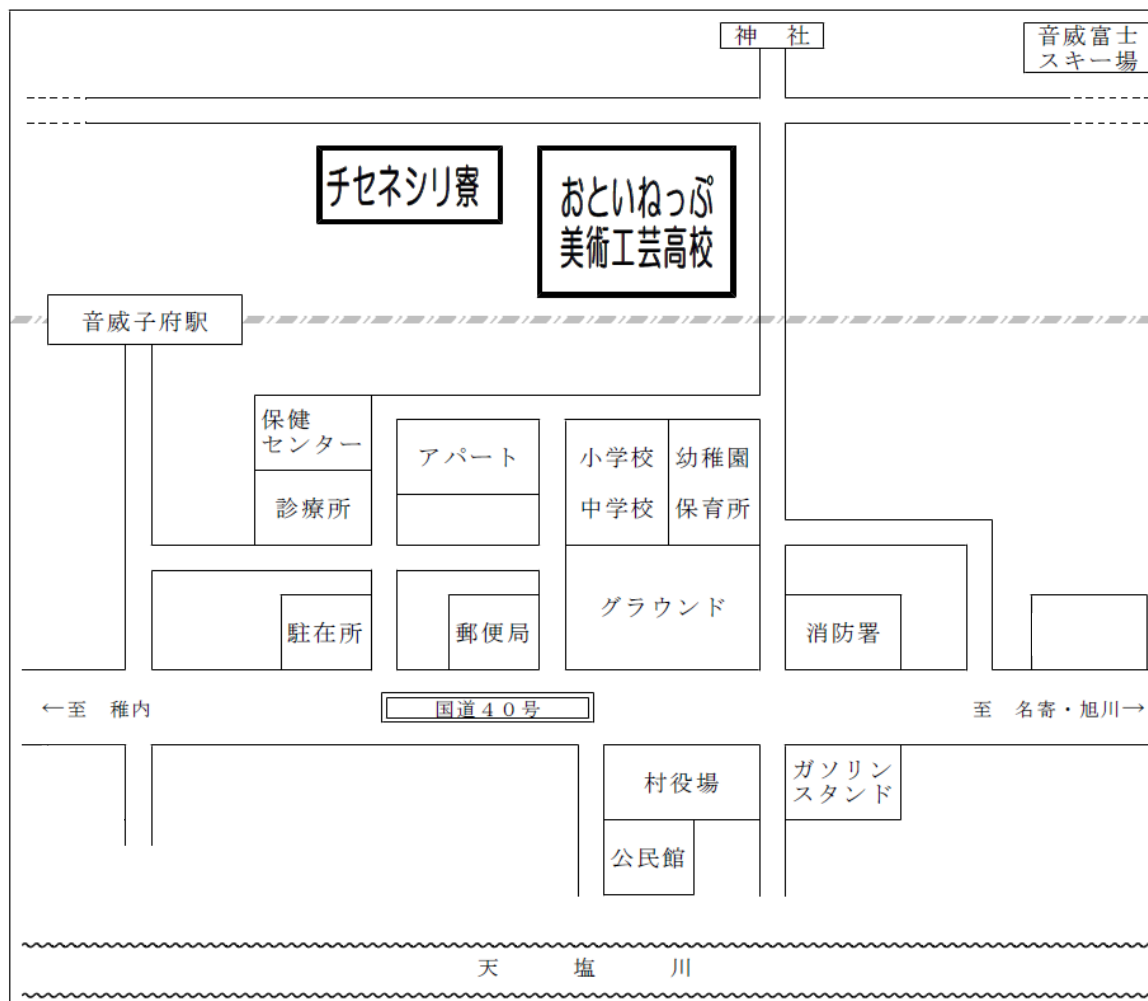 神　社
音威富士
スキー場
チセネシリ寮
おといねっぷ
美術工芸高校
音威子府駅
保健
センター
アパート
小学校
幼稚園
診療所
中学校
保育所
グラウンド
駐在所
郵便局
消防署
←至　稚内
国道４０号
至　名寄・旭川→
村役場
ガソリン
スタンド
公民館
天　塩　川